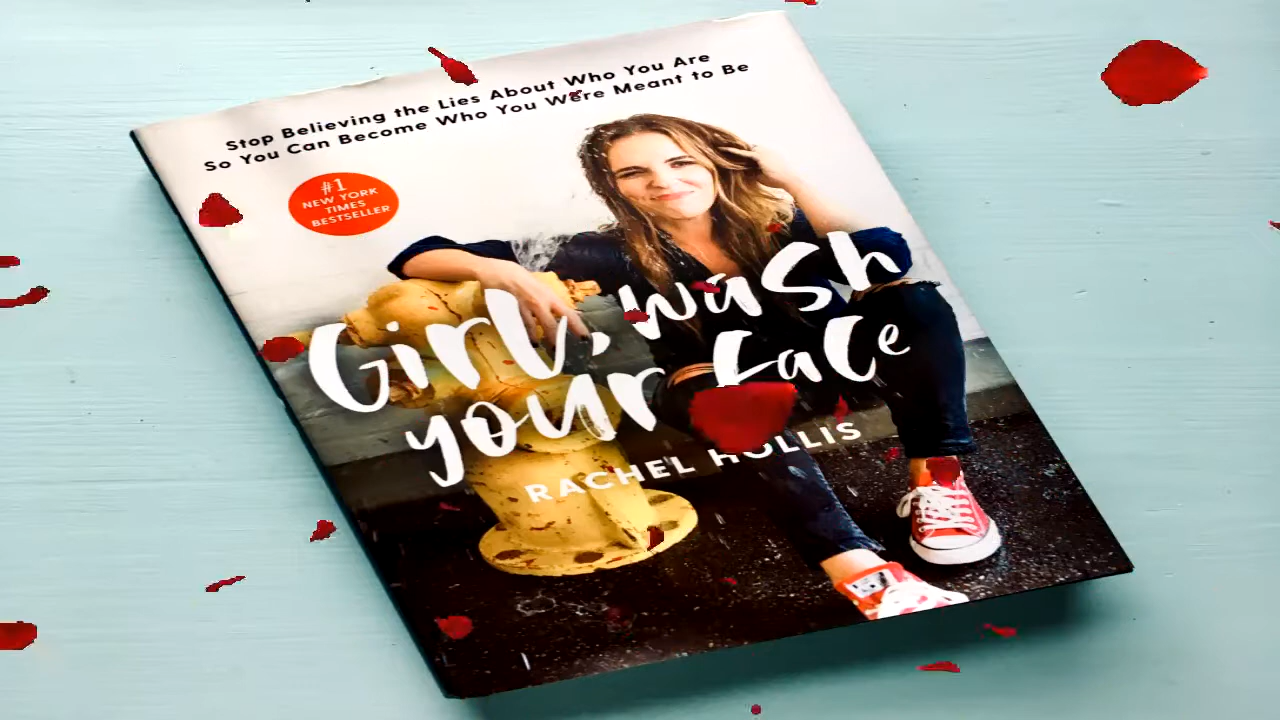 Stop Believing the Lies About Who You Are
So You Can Become Who You Were Meant to Be
#1
NEW YORK
TIMES
BESTSELLER
Girl, wash
your face
RACHEL HOLLIS